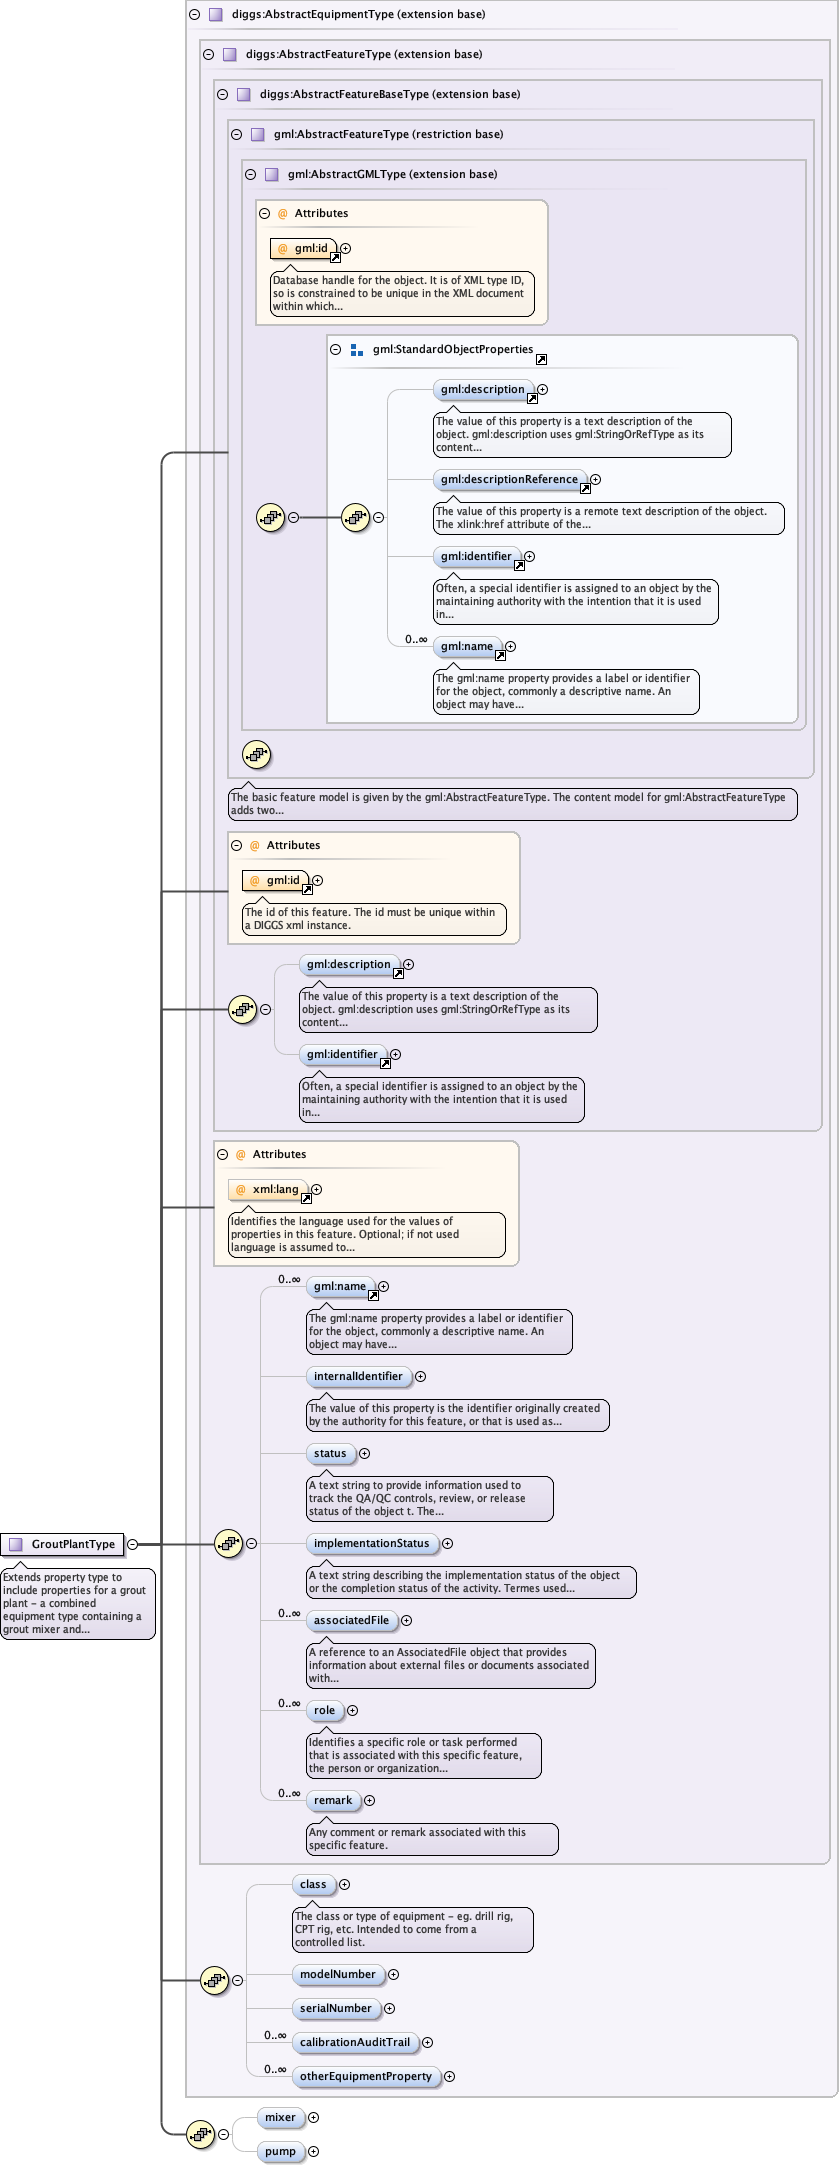 diggs:AbstractEquipmentType (extension base)
diggs:AbstractFeatureType (extension base)
diggs:AbstractFeatureBaseType (extension base)
gml:AbstractFeatureType (restriction base)
gml:AbstractGMLType (extension base)
@ Attributes
@ gml:id
Database handle for the object. It is of XML type ID,
so is constrained to be unique in the XML document
within which...
gml:StandardObjectProperties
gml:description
The value of this property is a text description of the
object. gml:description uses gml:StringOrRefType as its
content...
gml:descriptionReference
The value of this property is a remote text description of the object.
The xlink:href attribute of the...
gml:identifier
Often, a special identifier is assigned to an object by the
maintaining authority with the intention that it is used
in...
0..∞
gml:name
The gml:name property provides a label or identifier
for the object, commonly a descriptive name. An
object may have...
The basic feature model is given by the gml:AbstractFeatureType. The content model for gml:AbstractFeatureType
adds two...
@ Attributes
@ gml:id
The id of this feature. The id must be unique within
a DIGGS xml instance.
gml:description
The value of this property is a text description of the
object. gml:description uses gml:StringOrRefType as its
content...
gml:identifier
Often, a special identifier is assigned to an object by the
maintaining authority with the intention that it is used
in...
@ Attributes
@ xml:lang
Identifies the language used for the values of
properties in this feature. Optional; if not used
language is assumed to...
0..∞
gml:name
The gml:name property provides a label or identifier
for the object, commonly a descriptive name. An
object may have...
internalIdentifier
The value of this property is the identifier originally created
by the authority for this feature, or that is used as...
status
A text string to provide information used to
track the QA/QC controls, review, or release
status of the object t. The...
GroutPlantType
Extends property type to
include properties for a grout
plant - a combined
equipment type containing a
grout mixer and...
implementationStatus
A text string describing the implementation status of the object
or the completion status of the activity. Termes used...
0..∞
associatedFile
A reference to an AssociatedFile object that provides
information about external files or documents associated
with...
0..∞
role
Identifies a specific role or task performed
that is associated with this specific feature,
the person or organization...
0..∞
remark
Any comment or remark associated with this
specific feature.
class
The class or type of equipment - eg. drill rig,
CPT rig, etc. Intended to come from a
controlled list.
modelNumber
serialNumber
0..∞
calibrationAuditTrail
0..∞
otherEquipmentProperty
mixer
pump